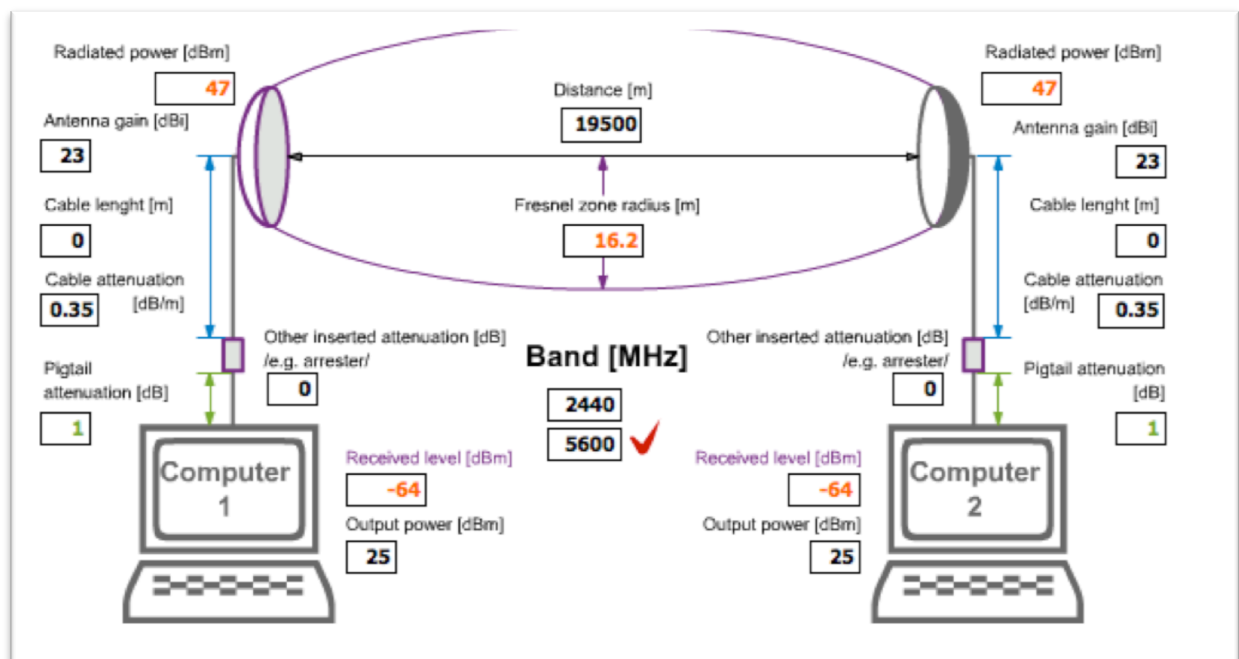 Radiated power [dBm]
47
Antenna gain [dBi]
23
Cable lenght [m]
0
Cable attenuation
[dB/m]
0.35
Pigtail
attenuation [dB]
1
Distance [m]
19500
Fresnel zone radius [m]
16.2
Other inserted attenuation [dB]
/e.g. arrester/
0
Band [MHz]
2440
5600
Computer
1
Received level [dBm]
-64
Output power [dBm]
25
Radiated power [dBm]
47
Antenna gain [dBi]
23
Cable lenght [m]
0
Cable attenuation
[dB/m]
0.35
Other inserted attenuation [dB]
/e.g. arrester/
0
Pigtail attenuation
[dB]
1
Received level [dBm]
-64
Output power [dBm]
25
Computer
2